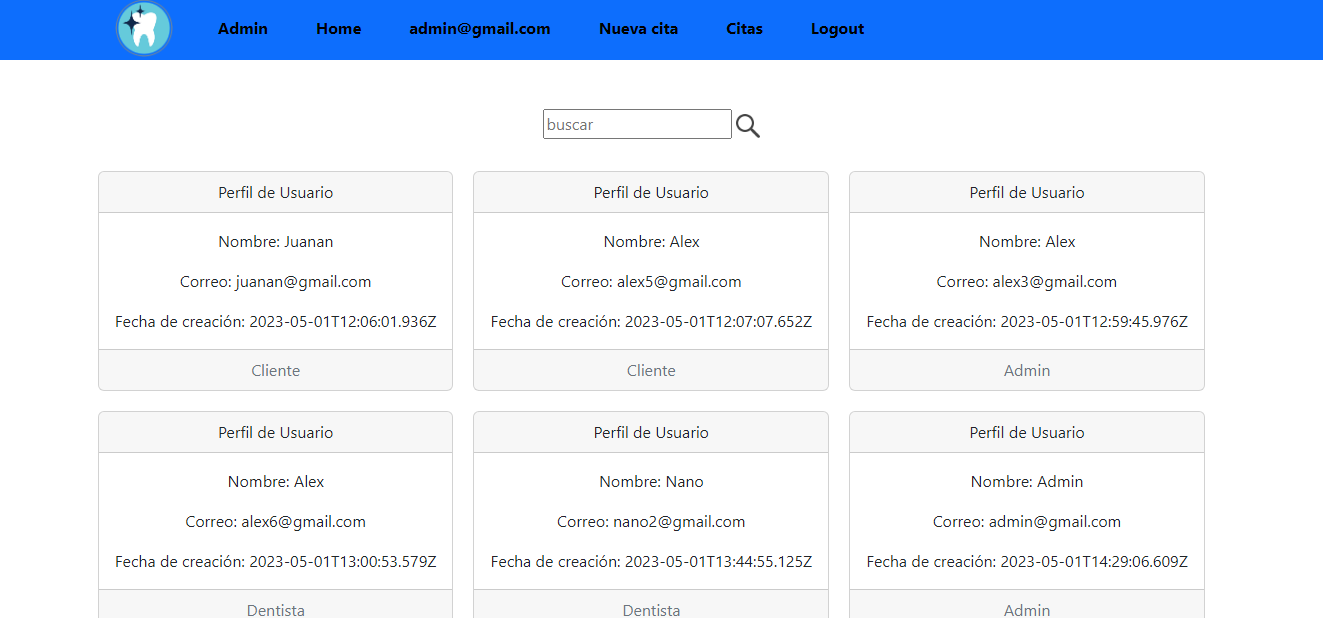 Admin Home admin@gmail.com Nueva cita Citas Logout
buscar
Perfil de Usuario
Nombre: Juanan
Correo: juanan@gmail.com
Fecha de creación: 2023-05-01T12:06:01.936Z
Cliente
Perfil de Usuario
Nombre: Alex
Correo: alex5@gmail.com
Fecha de creación: 2023-05-01T12:07:07.652Z
Cliente
Perfil de Usuario
Nombre: Alex
Correo: alex3@gmail.com
Fecha de creación: 2023-05-01T12:59:45.976Z
Admin
Perfil de Usuario
Nombre: Alex
Correo: alex6@gmail.com
Fecha de creación: 2023-05-01T13:00:53.579Z
Dentista
Perfil de Usuario
Nombre: Nano
Correo: nano2@gmail.com
Fecha de creación: 2023-05-01T13:44:55.125Z
Dentista
Perfil de Usuario
Nombre: Admin
Correo: admin@gmail.com
Fecha de creación: 2023-05-01T14:29:06.609Z
Admin